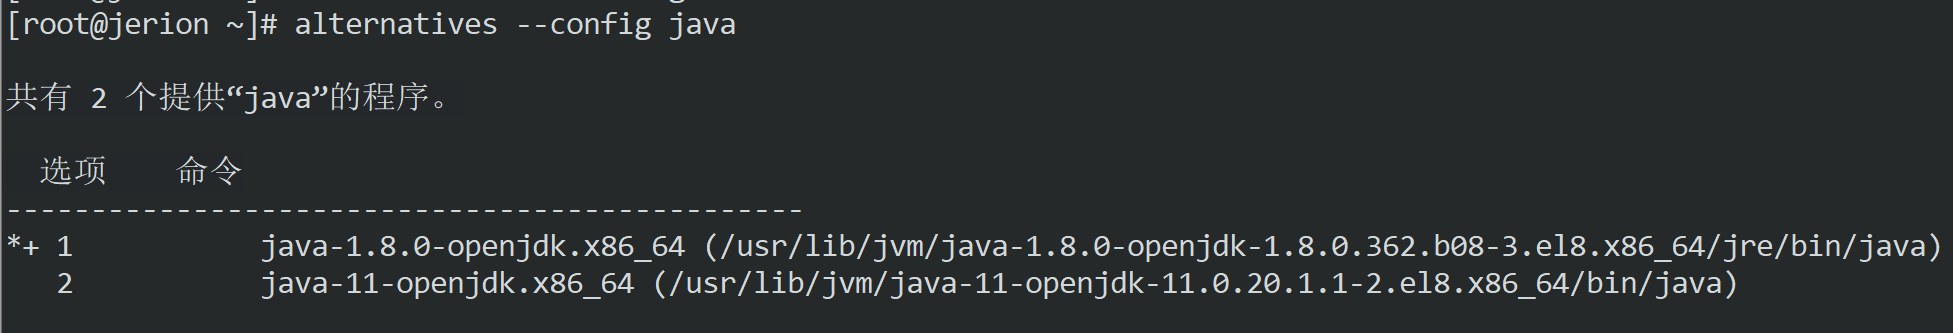 [root@jerion ~]# alternatives --config java
共有 2 个提供“java”的程序。
选项 命令
-----------------------------------------------
*+ 1 java-1.8.0-openjdk.x86_64 (/usr/lib/jvm/java-1.8.0-openjdk-1.8.0.362.b08-3.el8.x86_64/jre/bin/java)
2 java-11-openjdk.x86_64 (/usr/lib/jvm/java-11-openjdk-11.0.20.1.1-2.el8.x86_64/bin/java)